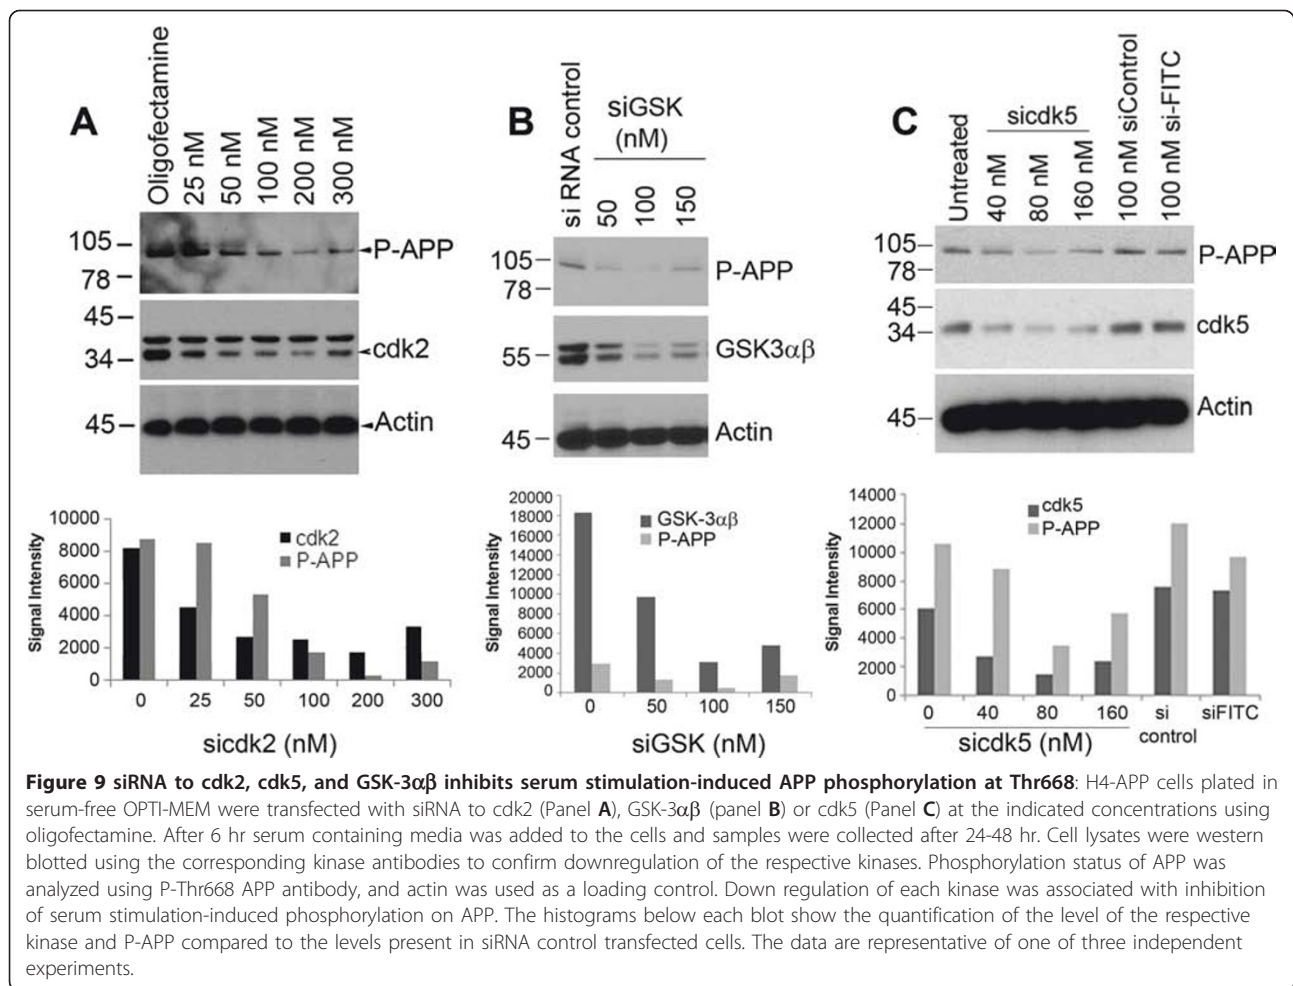 A
Oligofectamine
25 nM
50 nM
100 nM
200 nM
300 nM
105
78
P-APP
45
34
cdk2
45
Actin
10000
8000
6000
4000
2000
0
Signal Intensity
cdk2
P-APP
0 25 50 100 200 300
sicdk2 (nM)
B
si RNA control
siGSK
(nM)
50
100
150
105
78
P-APP
55
GSK3αβ
45
Actin
20000
18000
16000
14000
12000
10000
8000
6000
4000
2000
0
Signal Intensity
GSK-3αβ
P-APP
0 50 100 150
siGSK (nM)
C
Untreated
sicdk5
40 nM
80 nM
160 nM
100 nM siControl
100 nM si-FITC
105
78
P-APP
45
34
cdk5
45
Actin
14000
12000
10000
8000
6000
4000
2000
0
Signal Intensity
cdk5
P-APP
0 40 80 160 si control siFITC
sicdk5 (nM)
Figure 9 siRNA to cdk2, cdk5, and GSK-3αβ inhibits serum stimulation-induced APP phosphorylation at Thr668: H4-APP cells plated in
serum-free OPTI-MEM were transfected with siRNA to cdk2 (Panel A), GSK-3αβ (panel B) or cdk5 (Panel C) at the indicated concentrations using
oligofectamine. After 6 hr serum containing media was added to the cells and samples were collected after 24-48 hr. Cell lysates were western
blotted using the corresponding kinase antibodies to confirm downregulation of the respective kinases. Phosphorylation status of APP was
analyzed using P-Thr668 APP antibody, and actin was used as a loading control. Down regulation of each kinase was associated with inhibition
of serum stimulation-induced phosphorylation on APP. The histograms below each blot show the quantification of the level of the respective
kinase and P-APP compared to the levels present in siRNA control transfected cells. The data are representative of one of three independent
experiments.